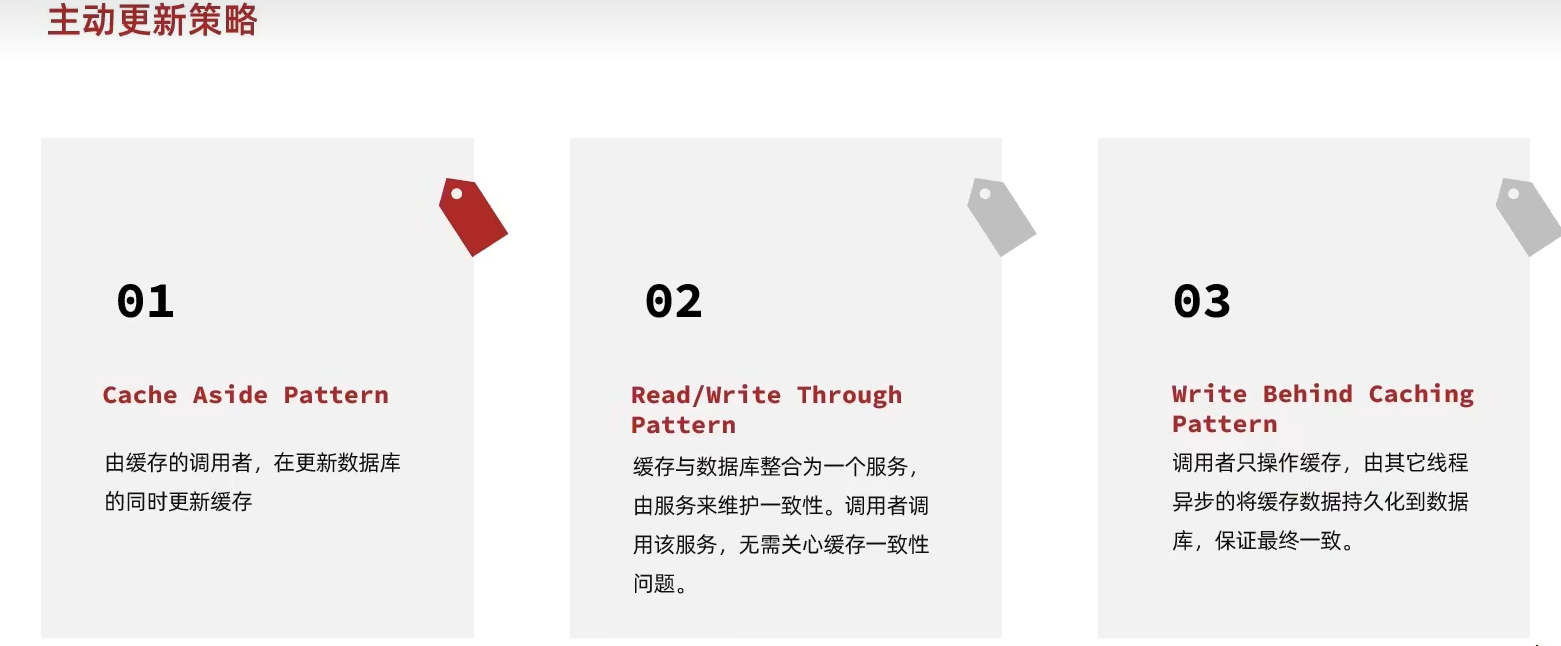 主动更新策略
01
Cache Aside Pattern
由缓存的调用者，在更新数据库
的同时更新缓存
02
Read/Write Through
Pattern
缓存与数据库整合为一个服务，
由服务来维护一致性。调用者调
用该服务，无需关心缓存一致性
问题。
03
Write Behind Caching
Pattern
调用者只操作缓存，由其它线程
异步的将缓存数据持久化到数据
库，保证最终一致。